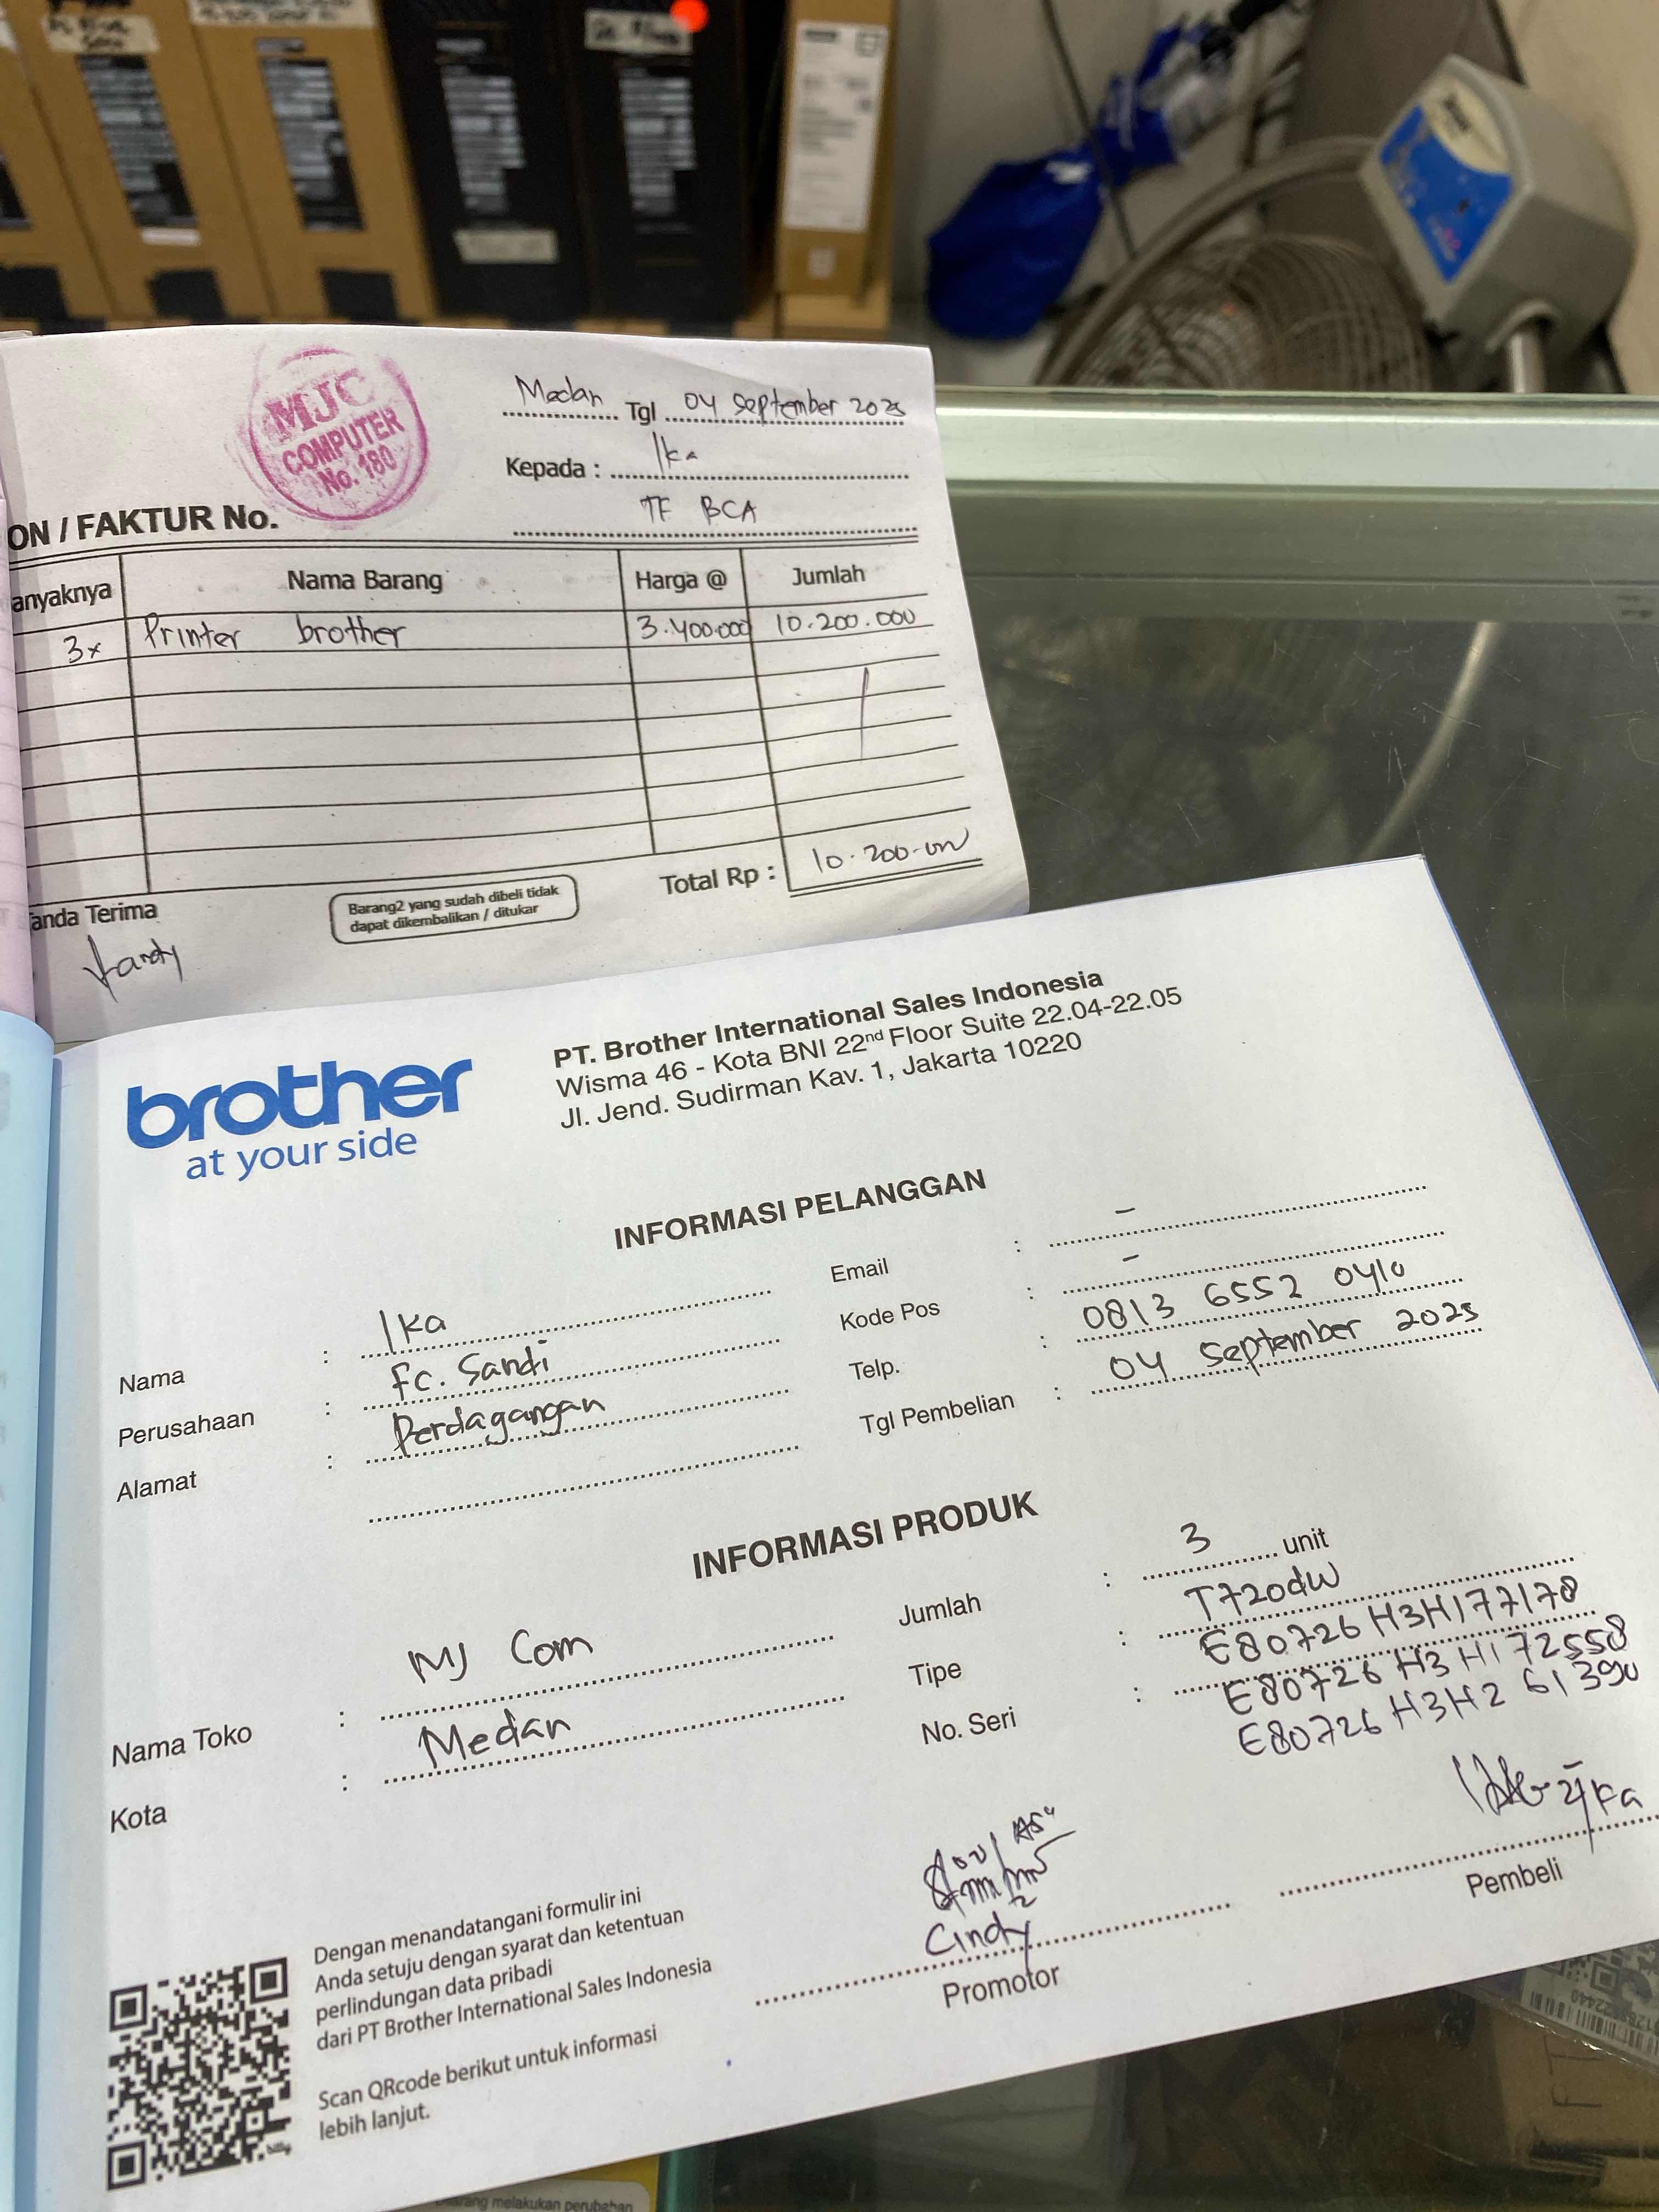 MJC
COMPUTER
No. 180
Medan Tgl 04 September 2025
Kepada : Ika
TF BCA
ON / FAKTUR No.
anyaknya Nama Barang Harga @ Jumlah
3x Printer brother 3.400.000 10.200.000
Total Rp : 10.200.000
anda Terima
Barang2 yang sudah dibeli tidak
dapat dikembalikan / ditukar
brother
at your side
PT. Brother International Sales Indonesia
Wisma 46 - Kota BNI 22nd Floor Suite 22.04-22.05
Jl. Jend. Sudirman Kav. 1, Jakarta 10220
INFORMASI PELANGGAN
Nama : Ika
Perusahaan : Fc. Sandi
Alamat : Perdagangan
Email : -
Kode Pos : -
Telp. : 0813 6552 0410
Tgl Pembelian : 04 September 2025
INFORMASI PRODUK
Nama Toko : MJ Com
Kota : Medan
Jumlah : 3 unit
Tipe : T720dW
No. Seri : E80726H3H177178
E80726H3H172558
E80726H3H261390
Cindy
Promotor
Ika
Pembeli
Dengan menandatangani formulir ini
Anda setuju dengan syarat dan ketentuan
perlindungan data pribadi
dari PT Brother International Sales Indonesia
Scan QRcode berikut untuk informasi
lebih lanjut.
melakukan perubahan